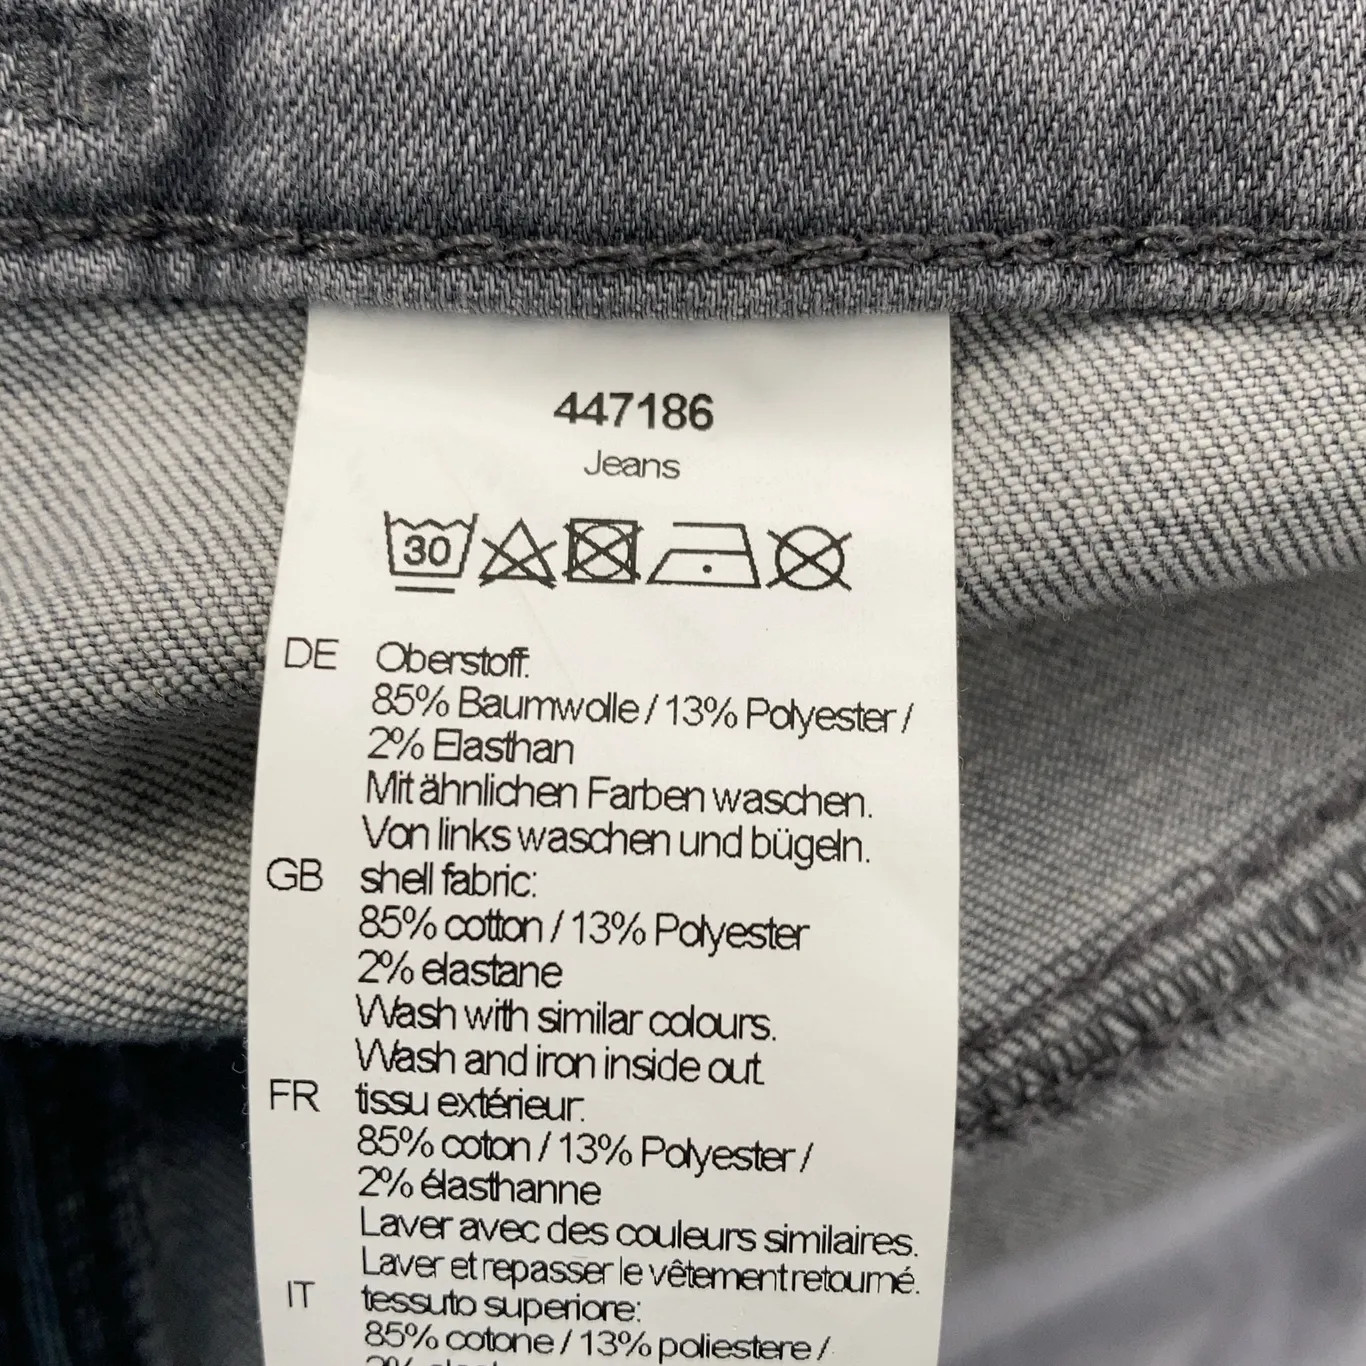 447186
Jeans
30
DE Oberstoff:
85% Baumwolle / 13% Polyester /
2% Elasthan
Mit ähnlichen Farben waschen.
Von links waschen und bügeln.
GB shell fabric:
85% cotton / 13% Polyester
2% elastane
Wash with similar colours.
Wash and iron inside out
FR tissu extérieur:
85% coton / 13% Polyester /
2% élasthanne
Laver avec des couleurs similaires.
Laver et repasser le vêtement retourné.
IT tessuto superiore:
85% cotone / 13% poliestere /
2%